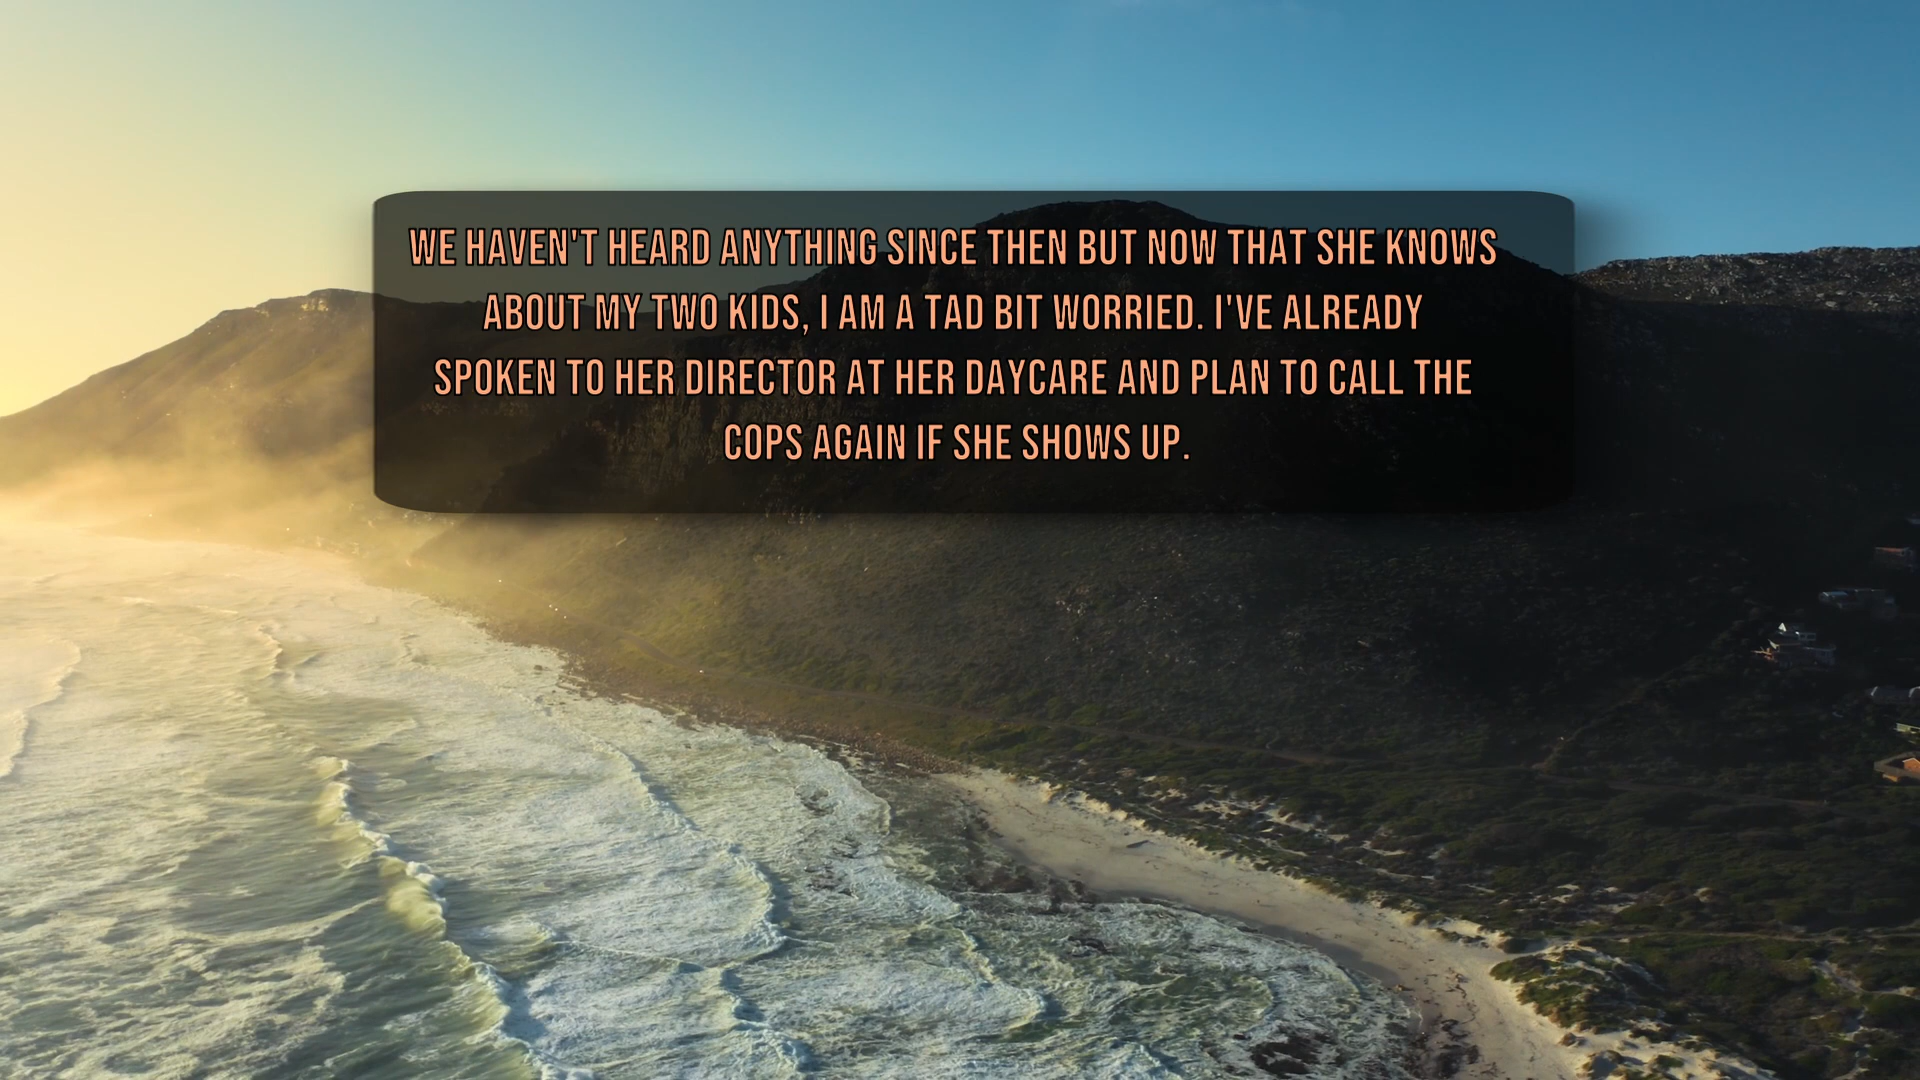 WE HAVEN'T HEARD ANYTHING SINCE THEN BUT NOW THAT SHE KNOWS
ABOUT MY TWO KIDS, I AM A TAD BIT WORRIED. I'VE ALREADY
SPOKEN TO HER DIRECTOR AT HER DAYCARE AND PLAN TO CALL THE
COPS AGAIN IF SHE SHOWS UP.